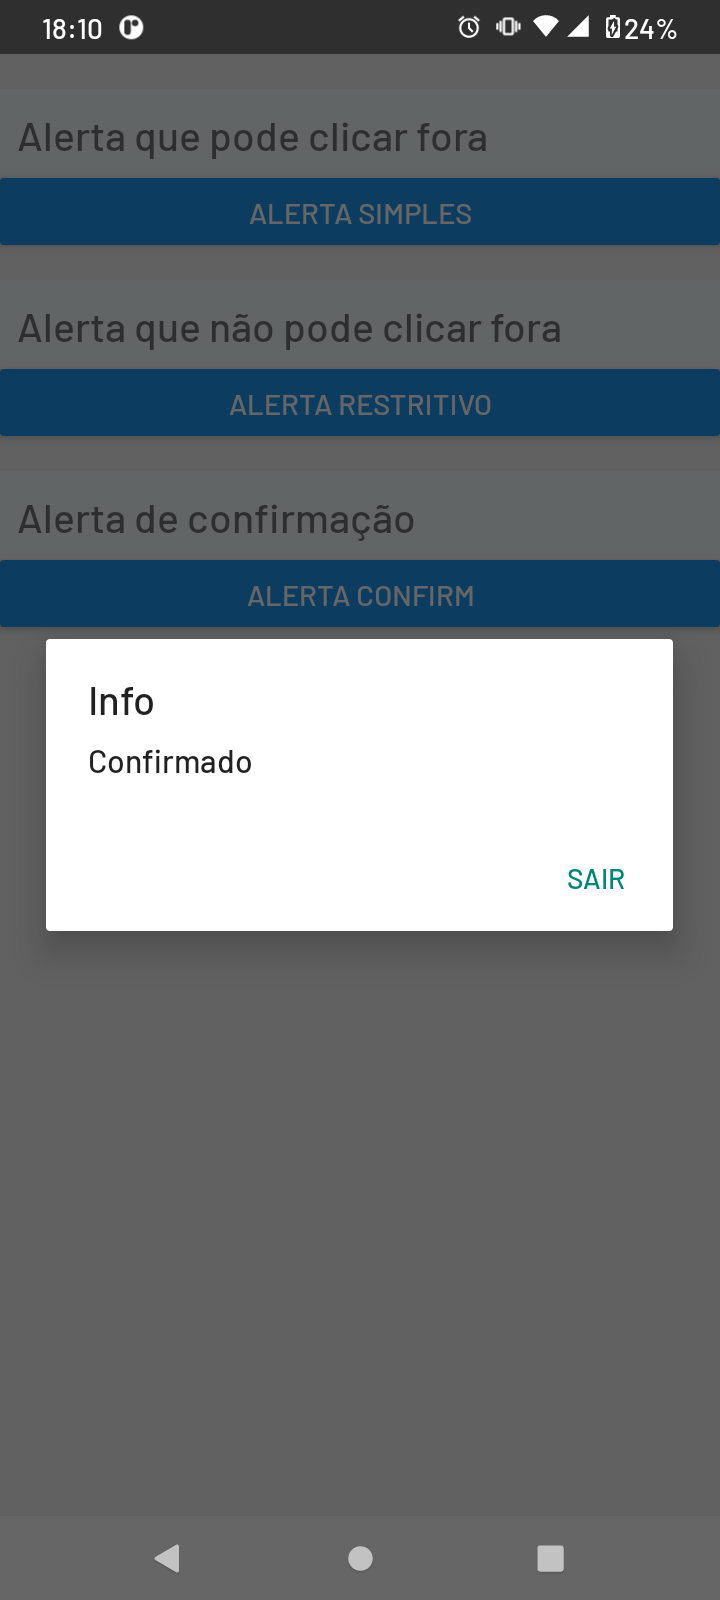 18:10 24%
Alerta que pode clicar fora
ALERTA SIMPLES
Alerta que não pode clicar fora
ALERTA RESTRITIVO
Alerta de confirmação
ALERTA CONFIRM
Info
Confirmado
SAIR